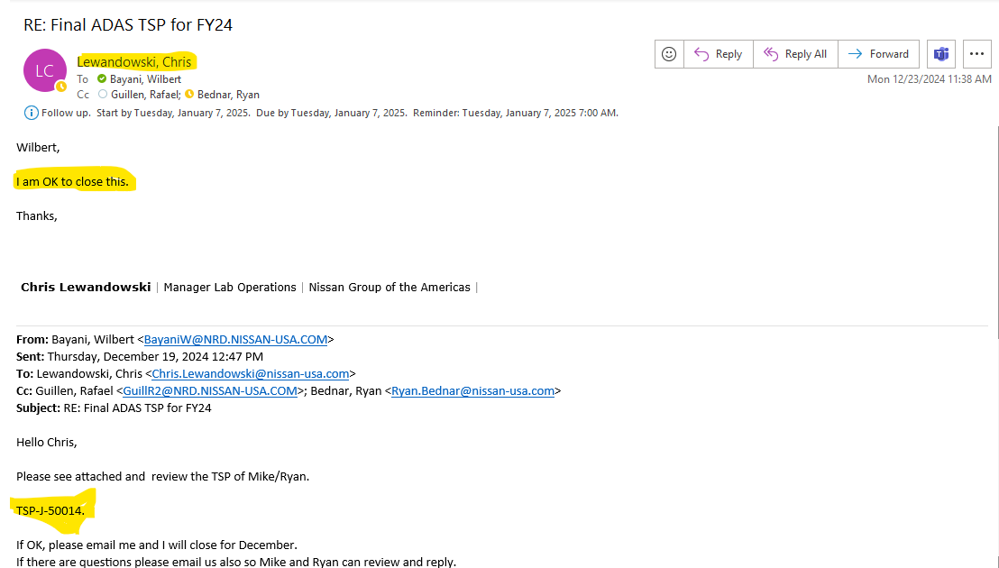 RE: Final ADAS TSP for FY24
LC
Lewandowski, Chris
To Bayani, Wilbert
Cc Guillen, Rafael; Bednar, Ryan
Reply
Reply All
Forward
Mon 12/23/2024 11:38 AM
Follow up. Start by Tuesday, January 7, 2025. Due by Tuesday, January 7, 2025. Reminder: Tuesday, January 7, 2025 7:00 AM.
Wilbert,
I am OK to close this.
Thanks,
Chris Lewandowski | Manager Lab Operations | Nissan Group of the Americas |
From: Bayani, Wilbert <BayaniW@NRD.NISSAN-USA.COM>
Sent: Thursday, December 19, 2024 12:47 PM
To: Lewandowski, Chris <Chris.Lewandowski@nissan-usa.com>
Cc: Guillen, Rafael <GuillR2@NRD.NISSAN-USA.COM>; Bednar, Ryan <Ryan.Bednar@nissan-usa.com>
Subject: RE: Final ADAS TSP for FY24
Hello Chris,
Please see attached and  review the TSP of Mike/Ryan.
TSP-J-50014.
If OK, please email me and I will close for December.
If there are questions please email us also so Mike and Ryan can review and reply.